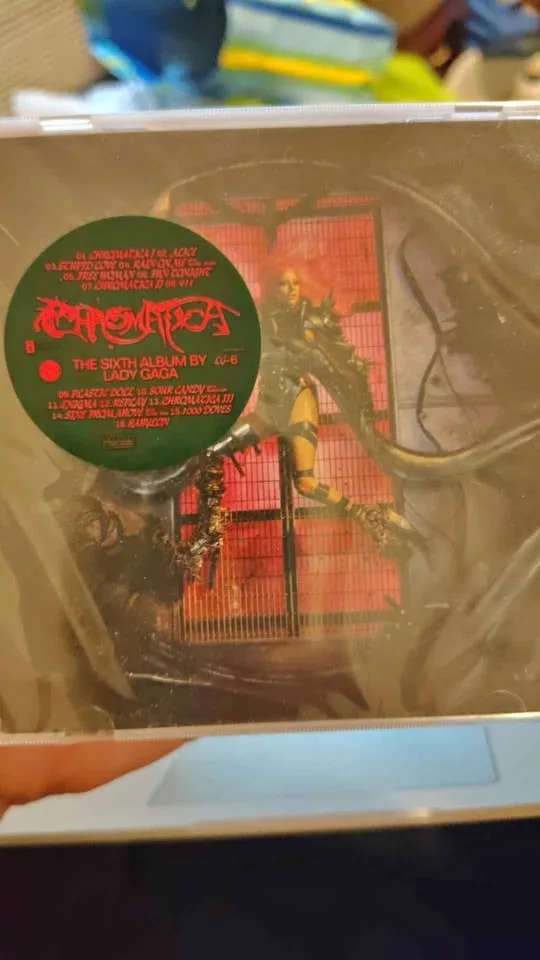 01. CHROMATICA I 02. ALICE
03. STUPID LOVE 04. RAIN ON ME
05. FREE WOMAN 06. FUN TONIGHT
07. CHROMATICA II 08. 911
CHROMATICA
THE SIXTH ALBUM BY LG-6
LADY GAGA
09. PLASTIC DOLL 10. SOUR CANDY
11. ENIGMA 12. REPLAY 13. CHROMATICA III
14. SINE FROM ABOVE 15. 1000 DOVES
16. BABYLON